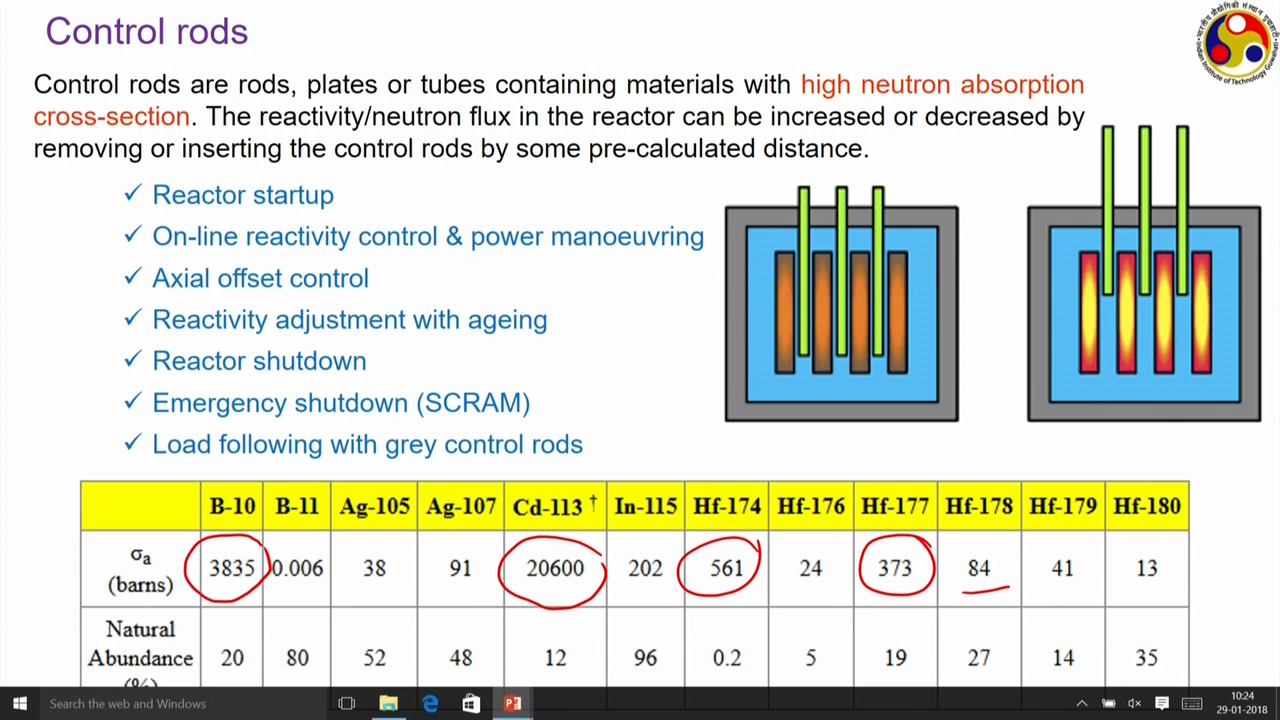 Control rods
Control rods are rods, plates or tubes containing materials with high neutron absorption
cross-section. The reactivity/neutron flux in the reactor can be increased or decreased by
removing or inserting the control rods by some pre-calculated distance.
✓ Reactor startup
✓ On-line reactivity control & power manoeuvring
✓ Axial offset control
✓ Reactivity adjustment with ageing
✓ Reactor shutdown
✓ Emergency shutdown (SCRAM)
✓ Load following with grey control rods
B-10 B-11 Ag-105 Ag-107 Cd-113 † In-115 Hf-174 Hf-176 Hf-177 Hf-178 Hf-179 Hf-180
σa (barns) 3835 0.006 38 91 20600 202 561 24 373 84 41 13
Natural Abundance (%) 20 80 52 48 12 96 0.2 5 19 27 14 35
Search the web and Windows
10:24
29-01-2018
Indian Institute of Technology Guwahati